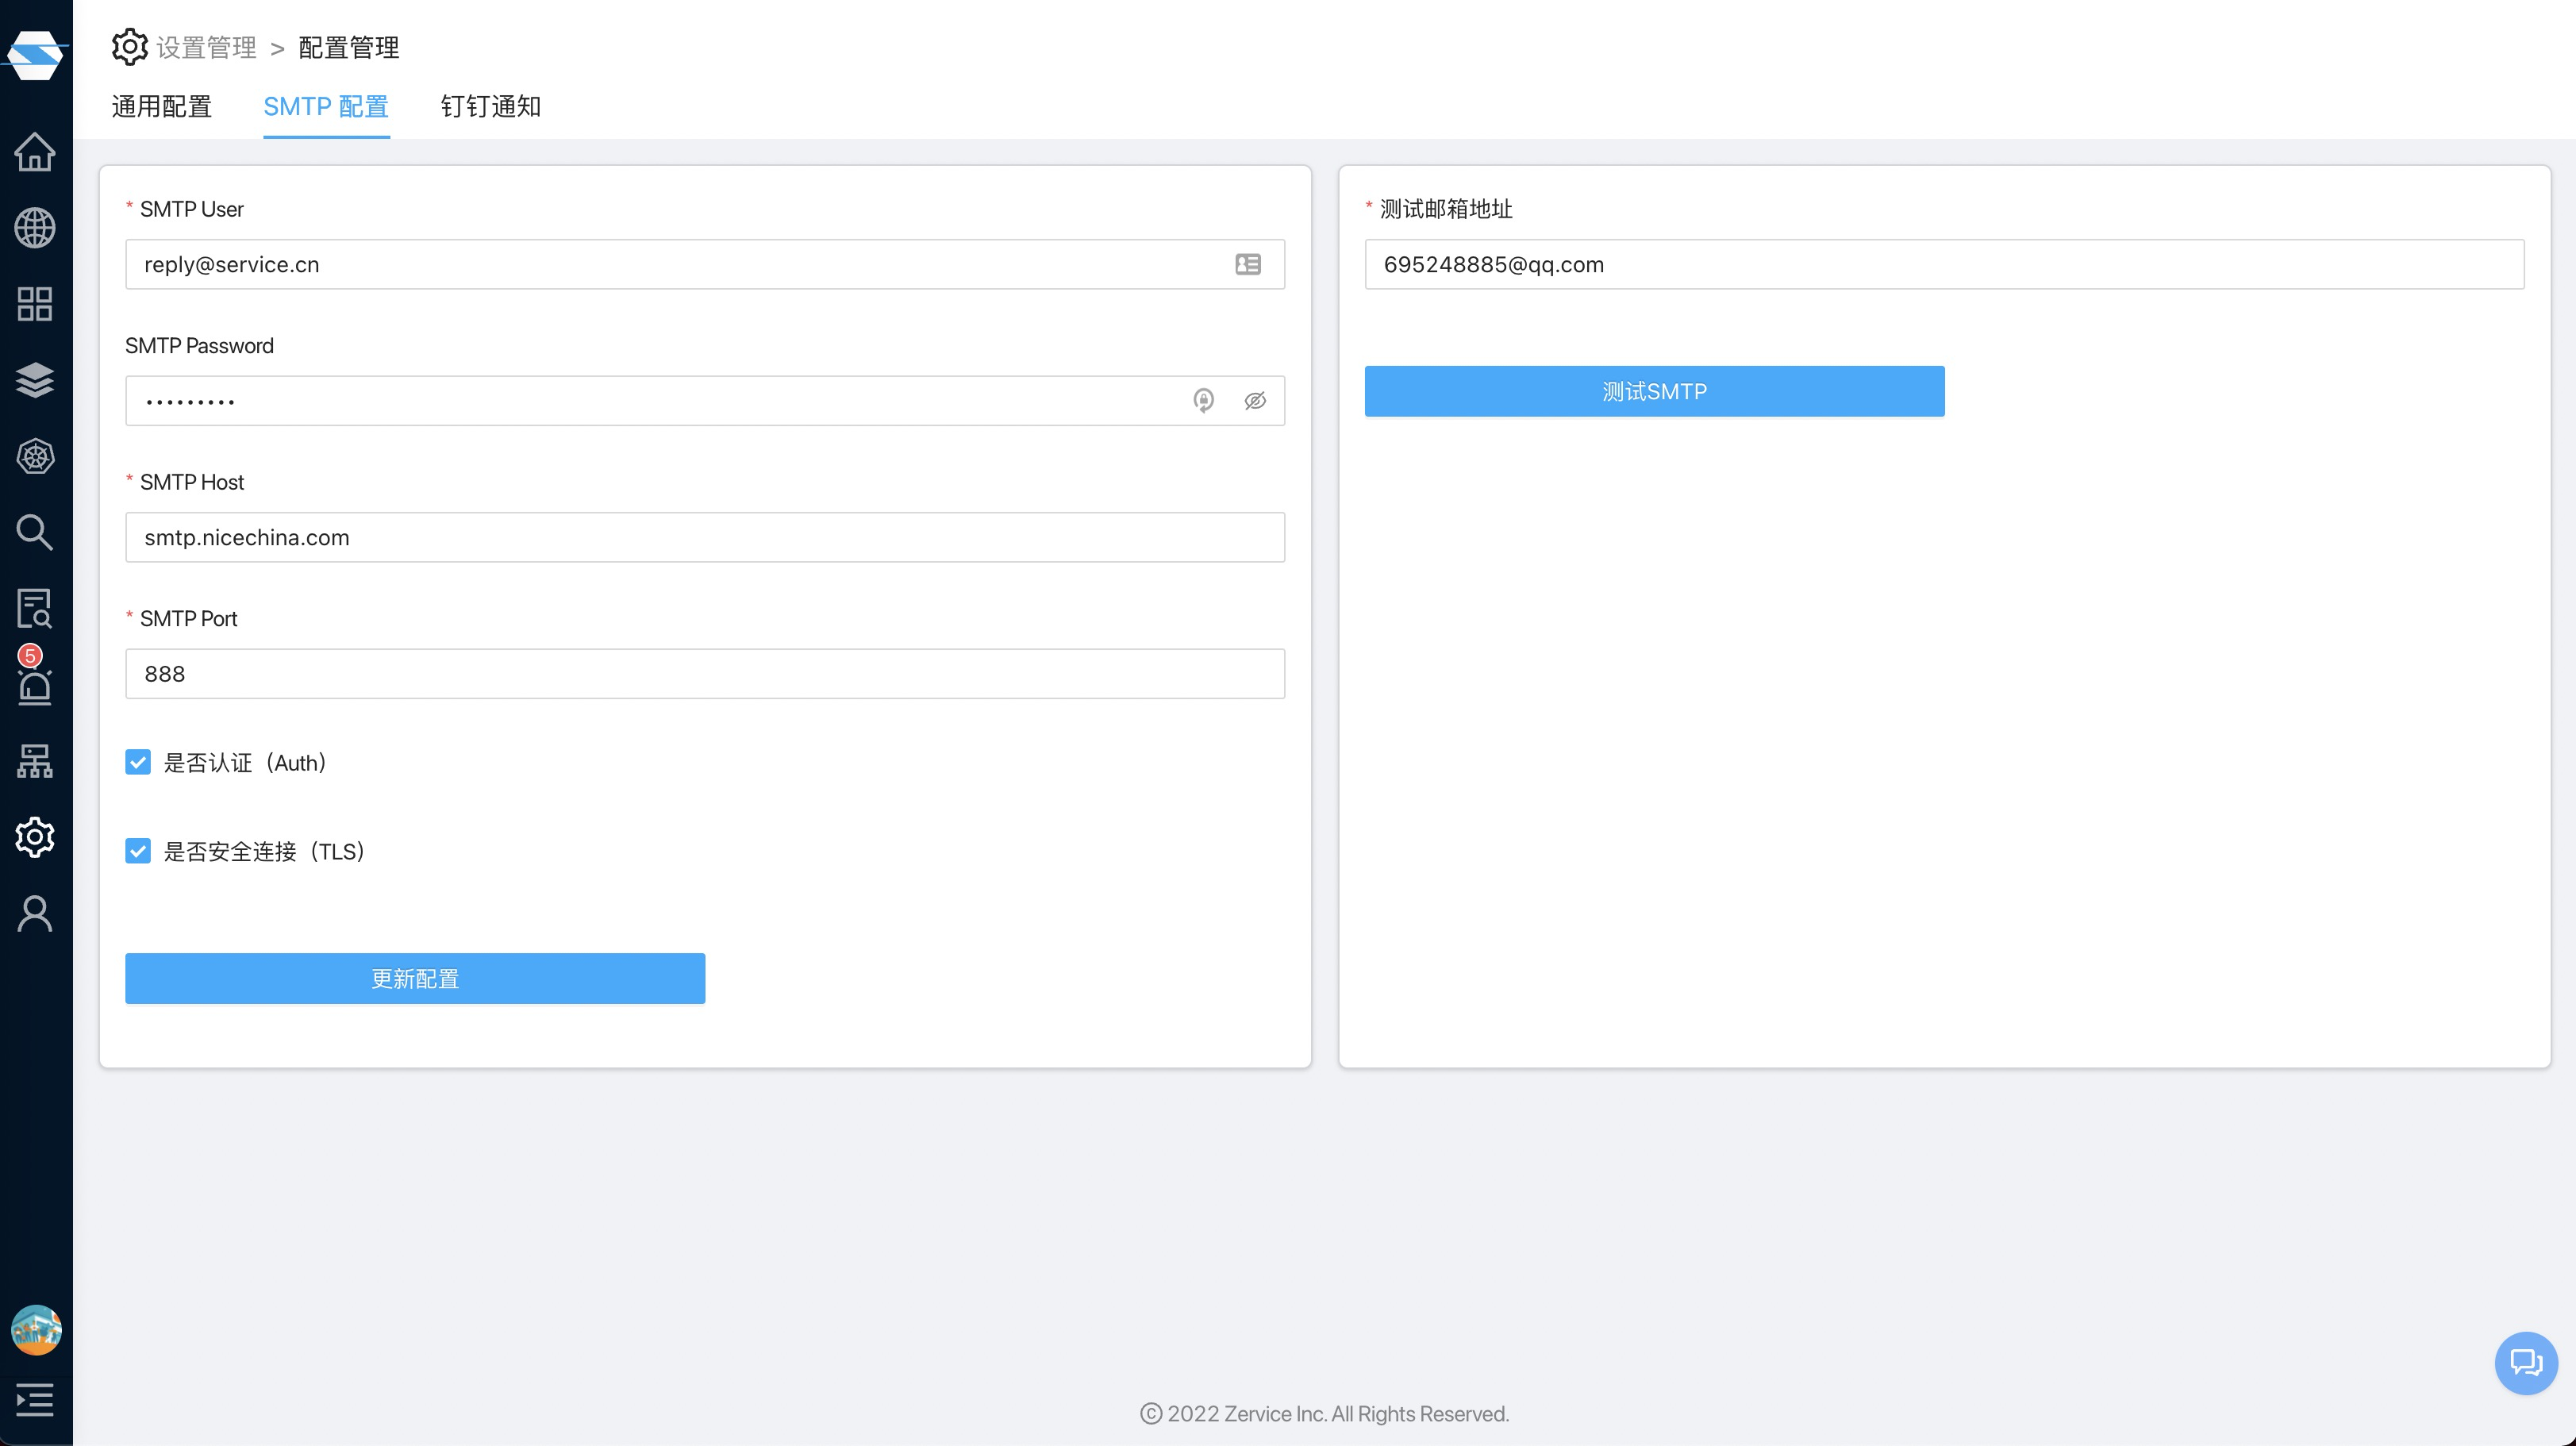 设置管理 > 配置管理
通用配置 SMTP 配置 钉钉通知
* SMTP User
reply@service.cn
SMTP Password
•••••••••
* SMTP Host
smtp.nicechina.com
* SMTP Port
888
是否认证（Auth）
是否安全连接（TLS）
更新配置
* 测试邮箱地址
695248885@qq.com
测试SMTP
5
© 2022 Zervice Inc. All Rights Reserved.